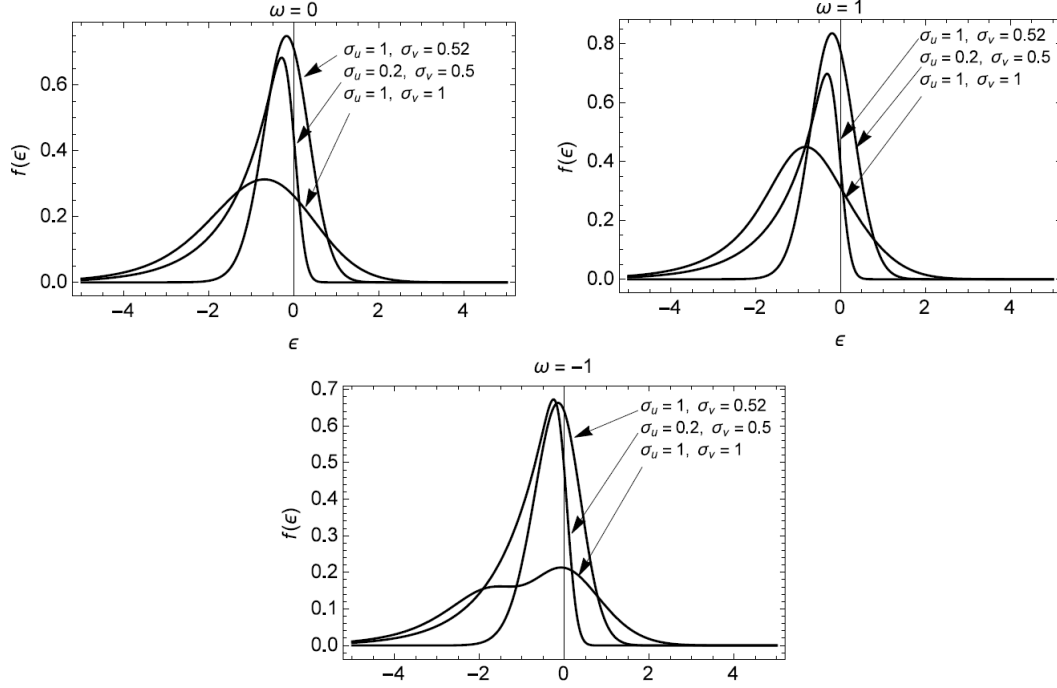 ω = 0
σu = 1, σv = 0.52
σu = 0.2, σv = 0.5
σu = 1, σv = 1
f(ϵ)
0.6
0.4
0.2
0.0
−4 −2 0 2 4
ϵ
ω = 1
σu = 1, σv = 0.52
σu = 0.2, σv = 0.5
σu = 1, σv = 1
f(ϵ)
0.8
0.6
0.4
0.2
0.0
−4 −2 0 2 4
ϵ
ω = −1
σu = 1, σv = 0.52
σu = 0.2, σv = 0.5
σu = 1, σv = 1
f(ϵ)
0.7
0.6
0.5
0.4
0.3
0.2
0.1
0.0
−4 −2 0 2 4